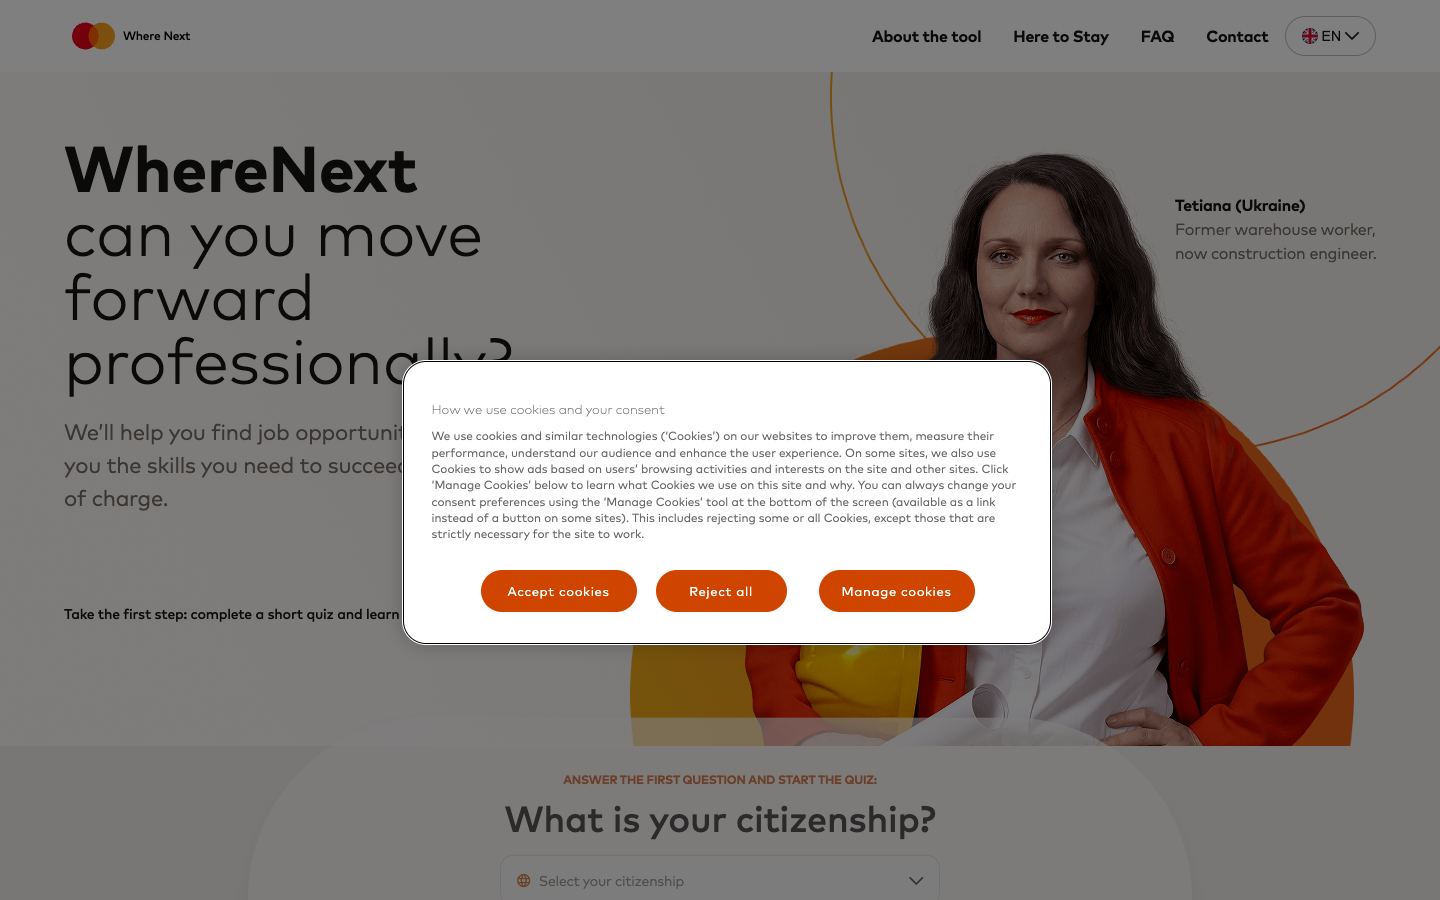 Where Next
About the tool
Here to Stay
FAQ
Contact
EN
WhereNext
can you move
forward
professionally?
We'll help you find job opportunit
you the skills you need to succeed
of charge.
Take the first step: complete a short quiz and learn
Tetiana (Ukraine)
Former warehouse worker,
now construction engineer.
How we use cookies and your consent
We use cookies and similar technologies ('Cookies') on our websites to improve them, measure their
performance, understand our audience and enhance the user experience. On some sites, we also use
Cookies to show ads based on users' browsing activities and interests on the site and other sites. Click
'Manage Cookies' below to learn what Cookies we use on this site and why. You can always change your
consent preferences using the 'Manage Cookies' tool at the bottom of the screen (available as a link
instead of a button on some sites). This includes rejecting some or all Cookies, except those that are
strictly necessary for the site to work.
Accept cookies
Reject all
Manage cookies
ANSWER THE FIRST QUESTION AND START THE QUIZ:
What is your citizenship?
Select your citizenship